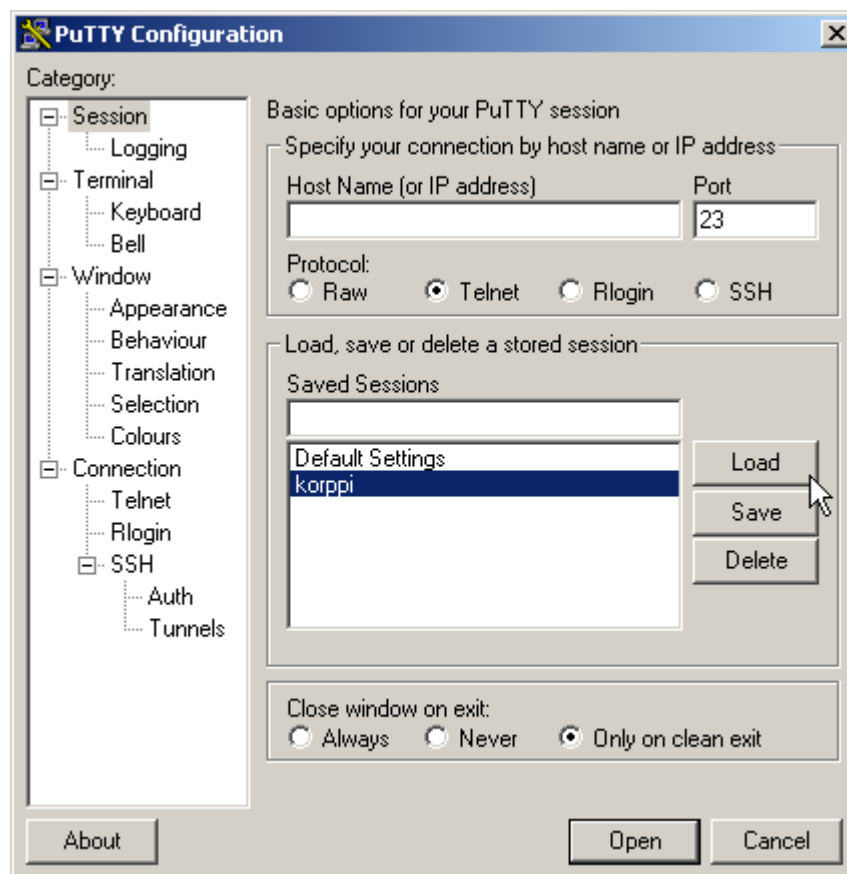 PuTTY Configuration
Category:
Session
Logging
Terminal
Keyboard
Bell
Window
Appearance
Behaviour
Translation
Selection
Colours
Connection
Telnet
Rlogin
SSH
Auth
Tunnels
Basic options for your PuTTY session
Specify your connection by host name or IP address
Host Name (or IP address) Port
23
Protocol:
Raw Telnet Rlogin SSH
Load, save or delete a stored session
Saved Sessions
Default Settings
korppi
Load
Save
Delete
Close window on exit:
Always Never Only on clean exit
About Open Cancel